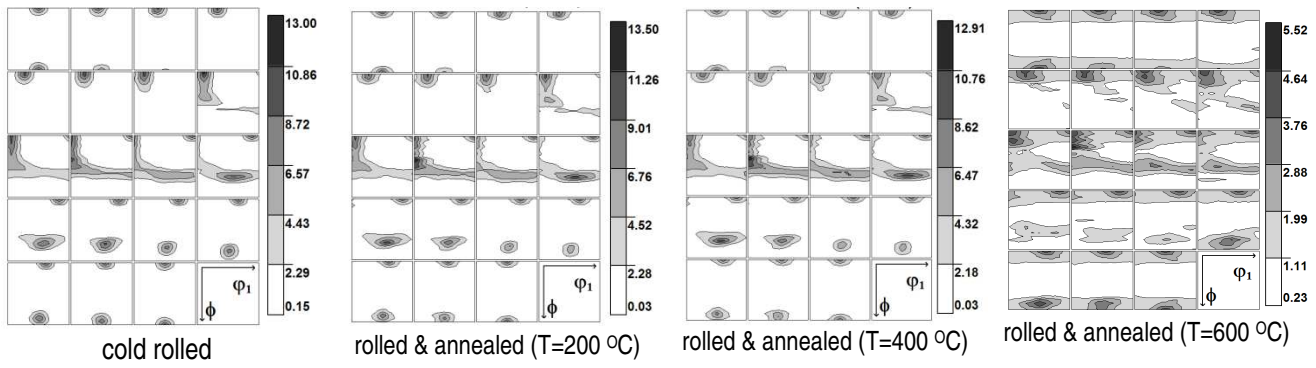 13.00
10.86
8.72
6.57
4.43
2.29
0.15
φ₁
ϕ
cold rolled
13.50
11.26
9.01
6.76
4.52
2.28
0.03
φ₁
ϕ
rolled & annealed (T=200 ᴼC)
12.91
10.76
8.62
6.47
4.32
2.18
0.03
φ₁
ϕ
rolled & annealed (T=400 ᴼC)
5.52
4.64
3.76
2.88
1.99
1.11
0.23
φ₁
ϕ
rolled & annealed (T=600 ᴼC)